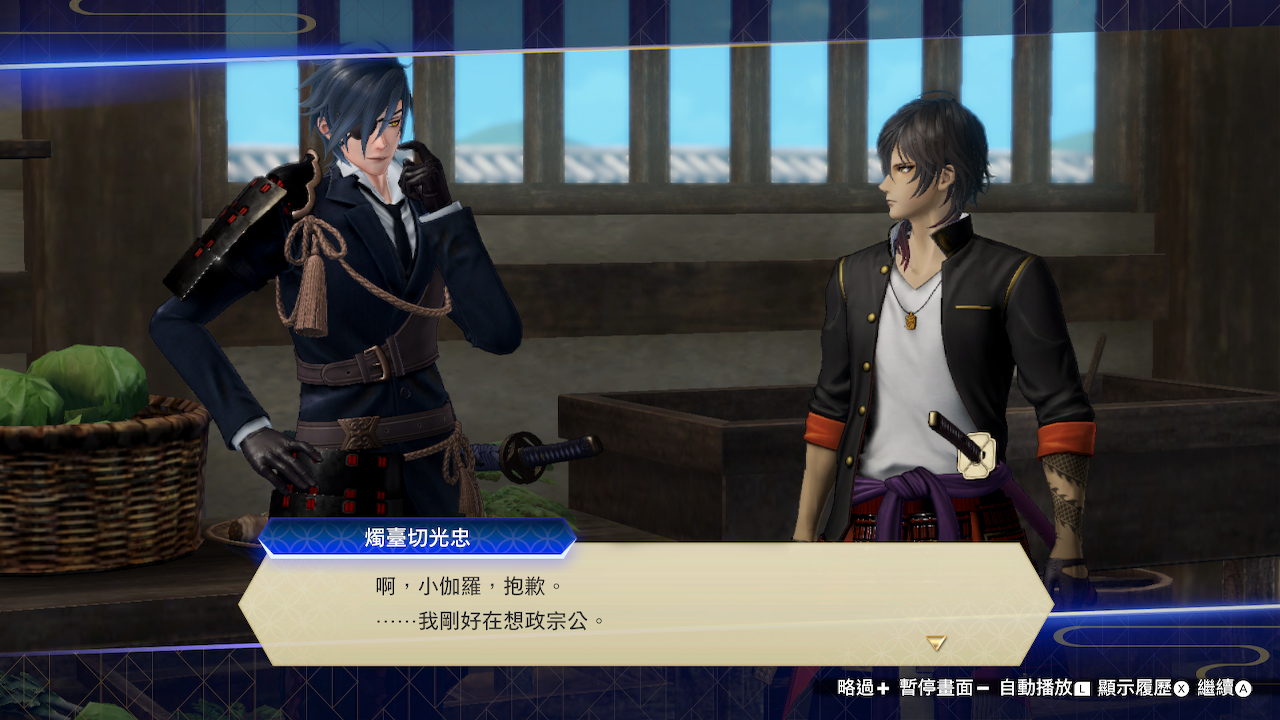 燭臺切光忠
啊，小伽羅，抱歉。
……我剛好在想政宗公。
略過+ 暫停畫面- 自動播放L 顯示履歷X 繼續A